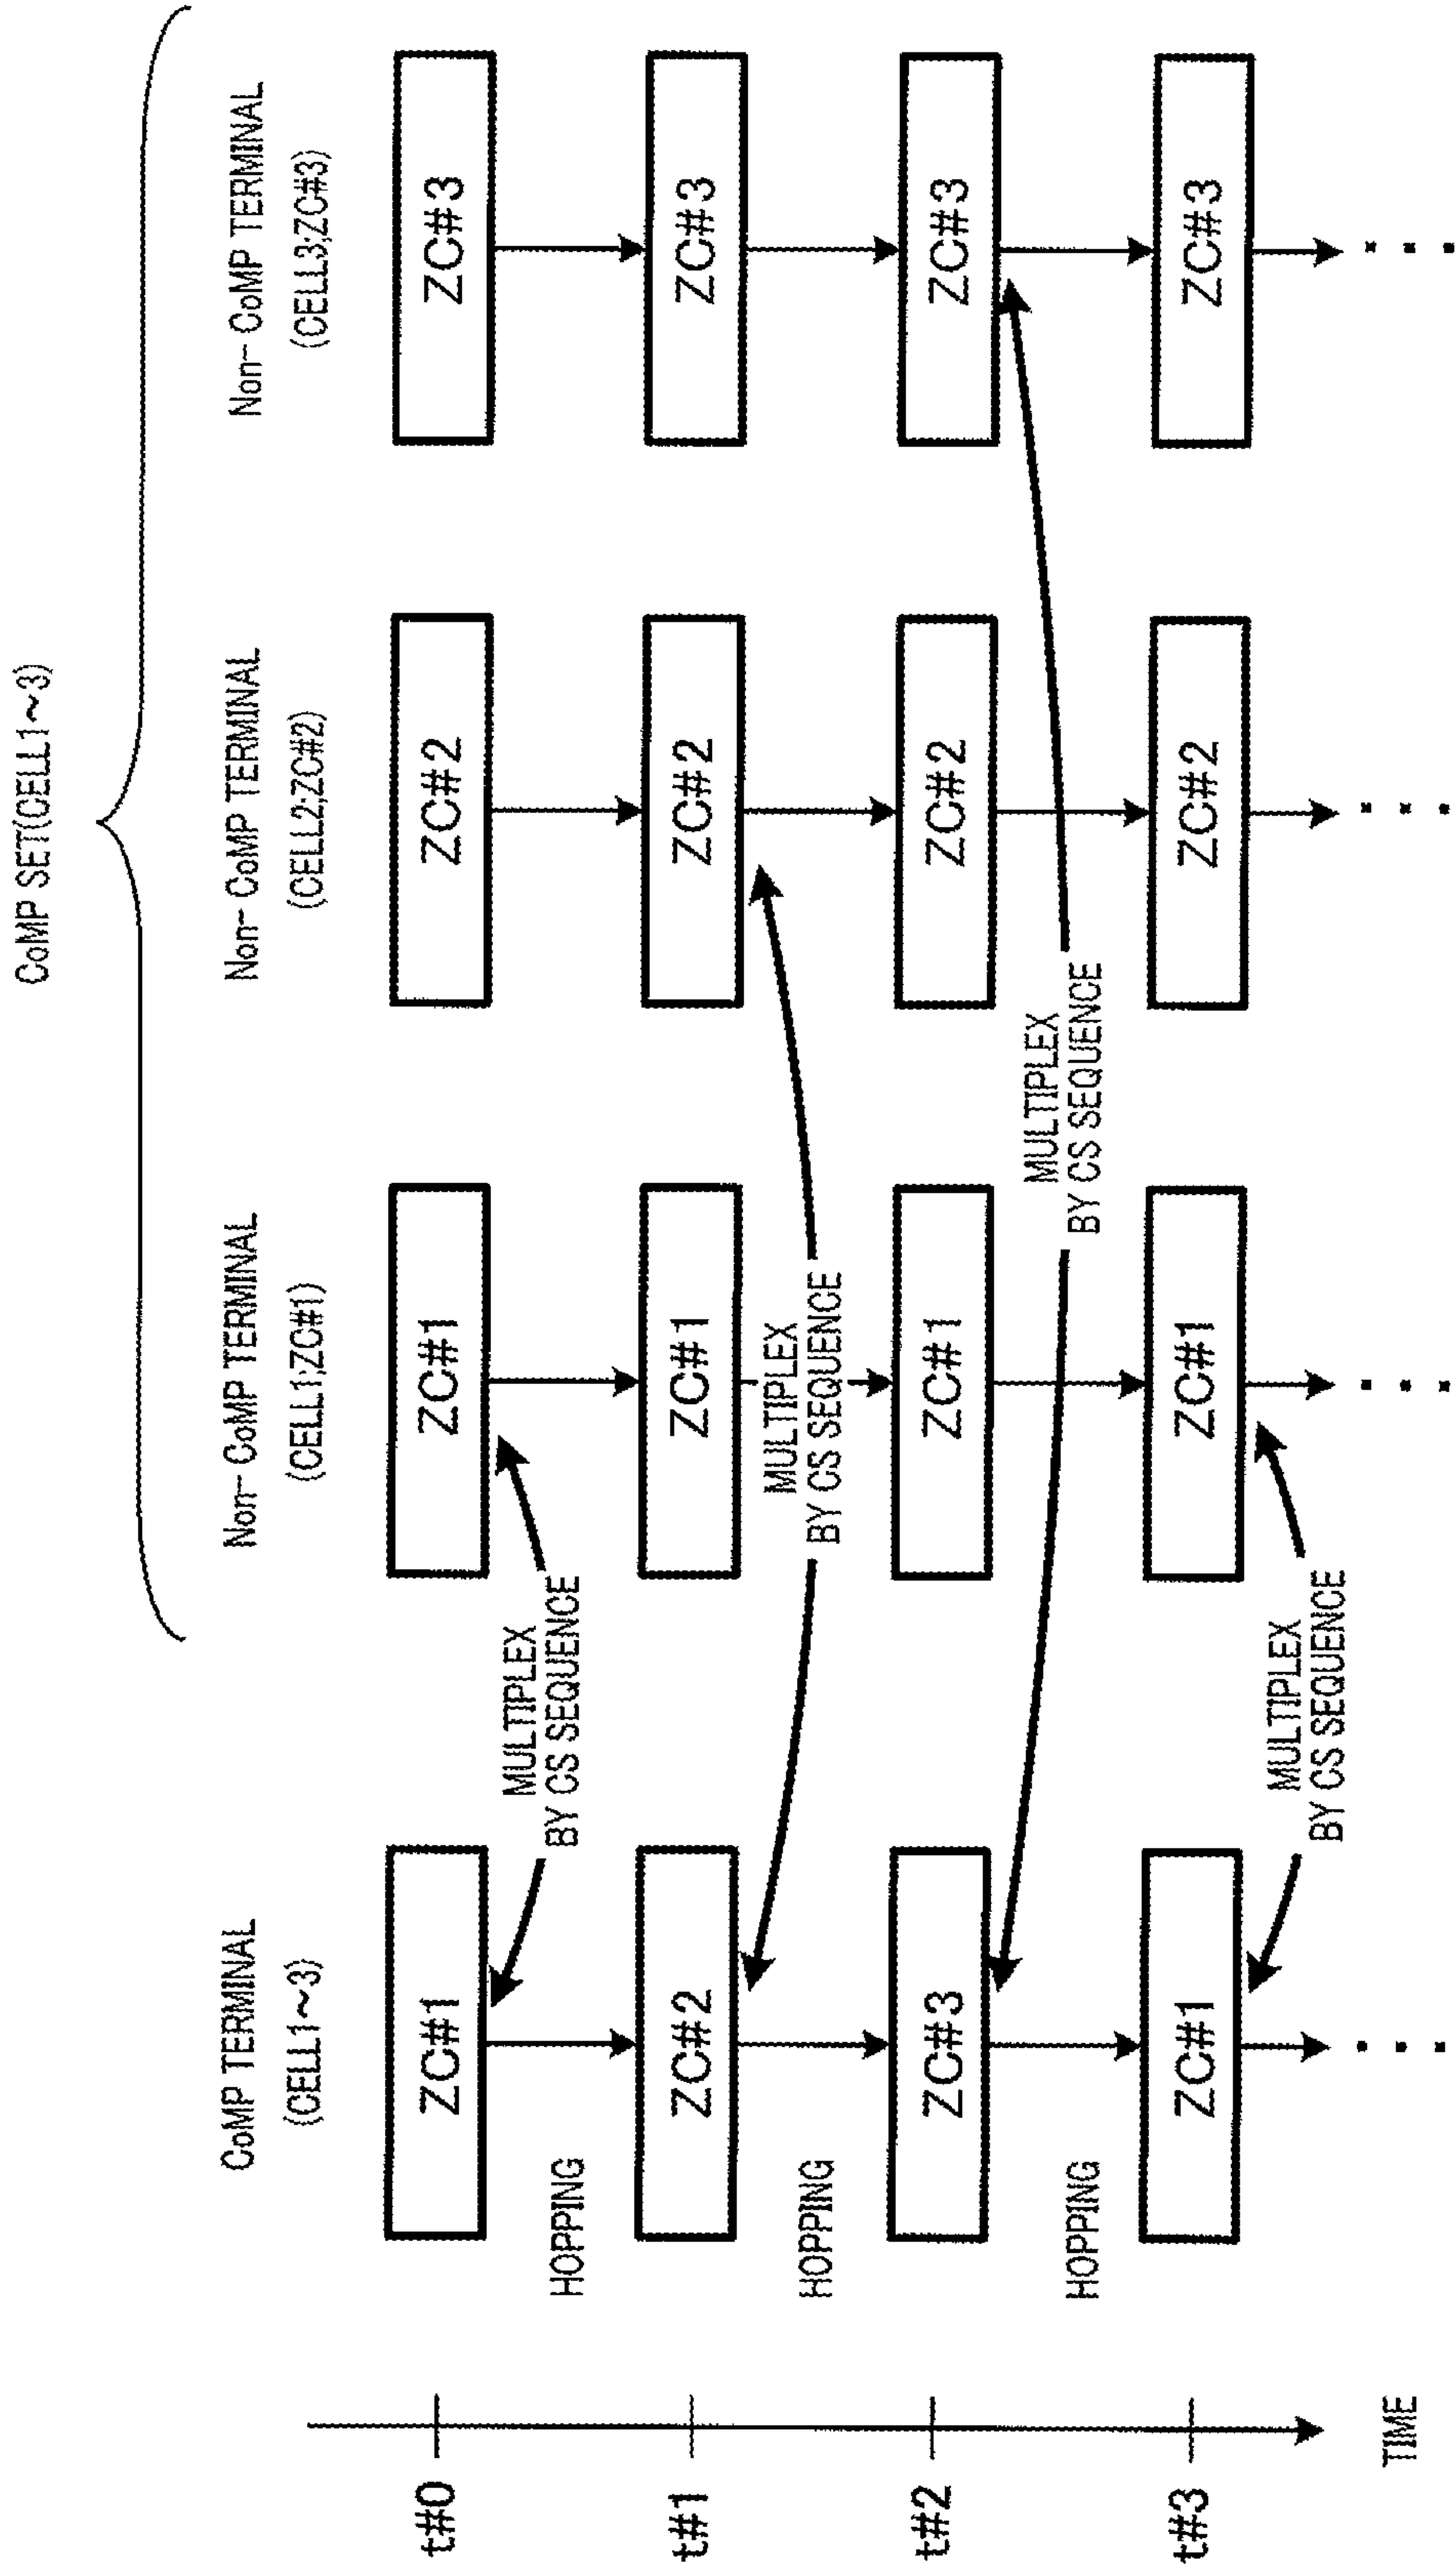 CoMP SET(CELL1~3)
CoMP TERMINAL
(CELL1~3)
Non- CoMP TERMINAL
(CELL1;ZC#1)
Non- CoMP TERMINAL
(CELL2;ZC#2)
Non- CoMP TERMINAL
(CELL3;ZC#3)
t#0
ZC#1
ZC#1
ZC#2
ZC#3
HOPPING
MULTIPLEX
BY CS SEQUENCE
t#1
ZC#2
ZC#1
ZC#2
ZC#3
HOPPING
MULTIPLEX
BY CS SEQUENCE
t#2
ZC#3
ZC#1
ZC#2
ZC#3
HOPPING
MULTIPLEX
BY CS SEQUENCE
t#3
ZC#1
ZC#1
ZC#2
ZC#3
MULTIPLEX
BY CS SEQUENCE
TIME